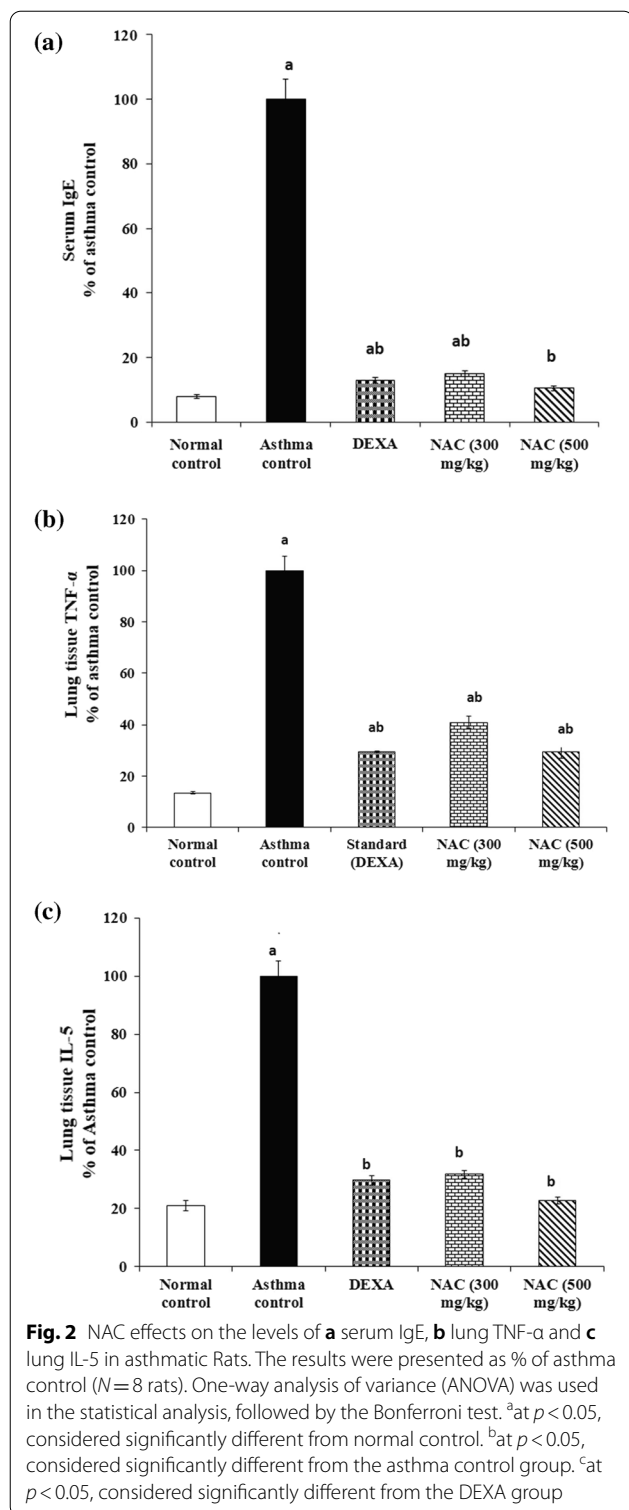 (a)
120
a
100
80
Serum IgE
% of asthma control
60
40
20
ab
ab
b
0
Normal control
Asthma control
DEXA
NAC (300 mg/kg)
NAC (500 mg/kg)
(b)
120
a
100
80
Lung tissue TNF-α
% of asthma control
60
40
20
ab
ab
ab
0
Normal control
Asthma control
Standard (DEXA)
NAC (300 mg/kg)
NAC (500 mg/kg)
(c)
120
a
100
80
Lung tissue IL-5
% of Asthma control
60
40
20
b
b
b
0
Normal control
Asthma control
DEXA
NAC (300 mg/kg)
NAC (500 mg/kg)
Fig. 2 NAC effects on the levels of a serum IgE, b lung TNF-α and c
lung IL-5 in asthmatic Rats. The results were presented as % of asthma
control (N = 8 rats). One-way analysis of variance (ANOVA) was used
in the statistical analysis, followed by the Bonferroni test. ᵃat p < 0.05,
considered significantly different from normal control. ᵇat p < 0.05,
considered significantly different from the asthma control group. ᶜat
p < 0.05, considered significantly different from the DEXA group